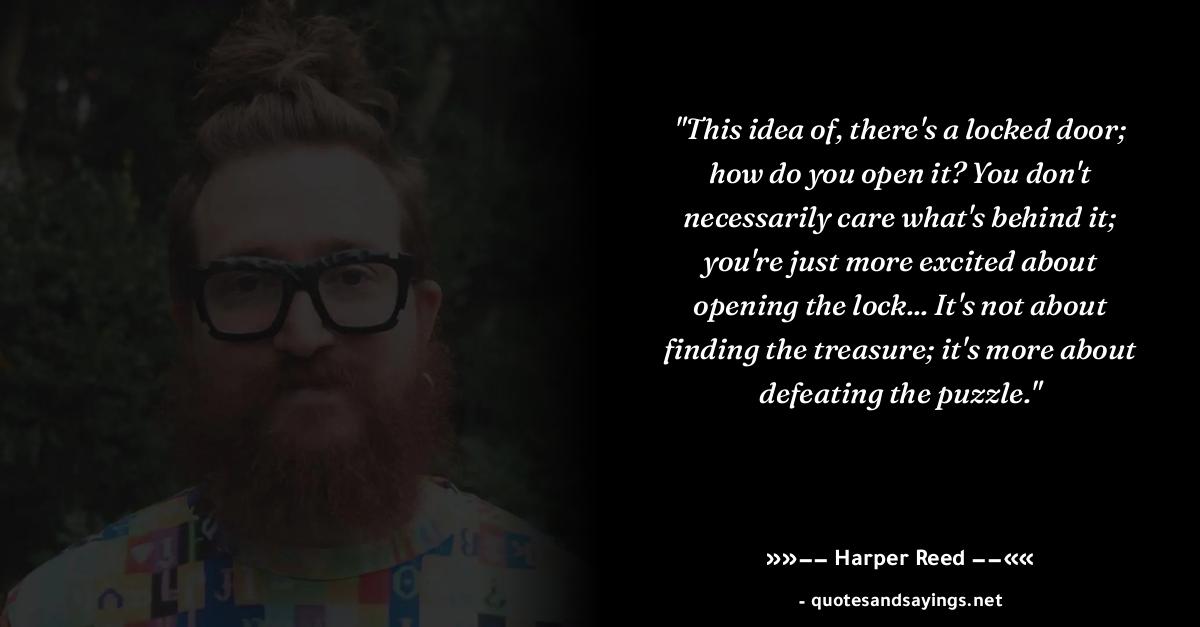 "This idea of, there's a locked door;
how do you open it? You don't
necessarily care what's behind it;
you're just more excited about
opening the lock... It's not about
finding the treasure; it's more about
defeating the puzzle."
»»–– Harper Reed ––««
- quotesandsayings.net